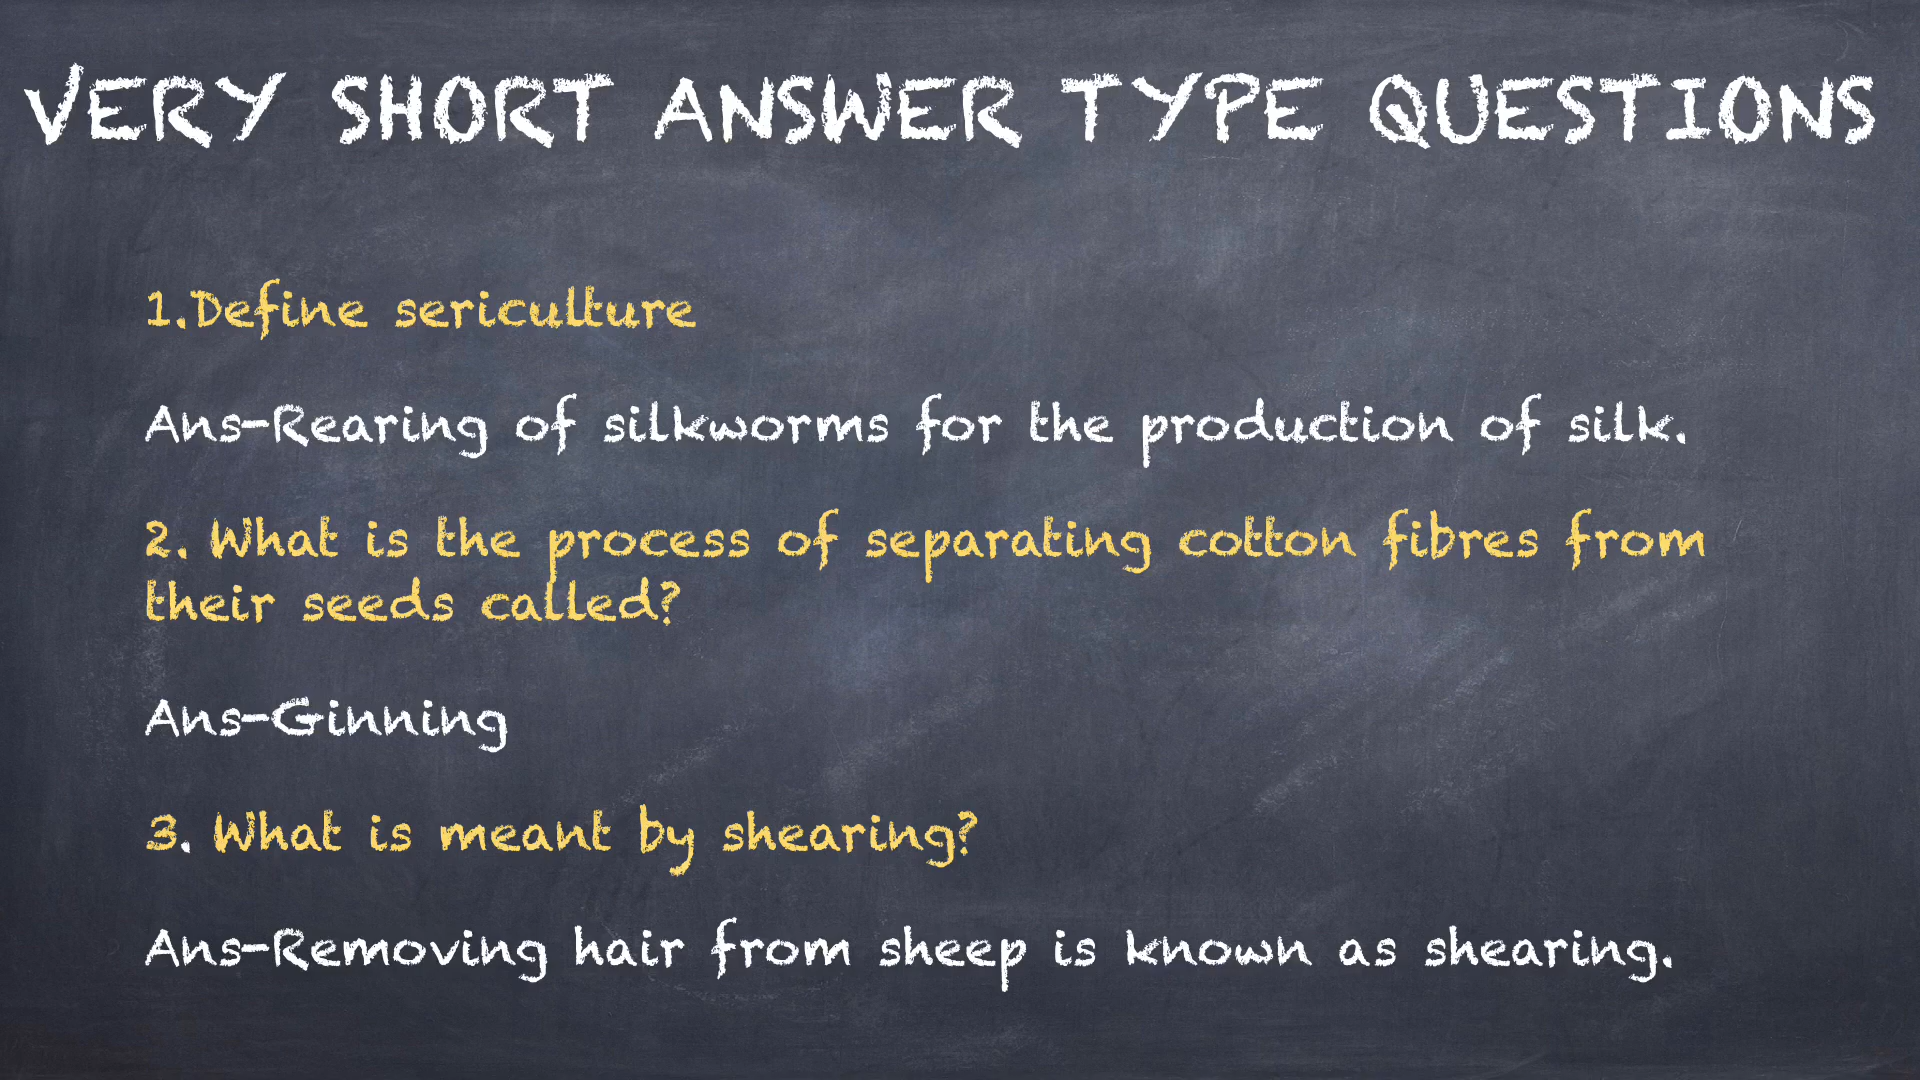 VERY SHORT ANSWER TYPE QUESTIONS
1.Define sericulture
Ans-Rearing of silkworms for the production of silk.
2. What is the process of separating cotton fibres from
their seeds called?
Ans-Ginning
3. What is meant by shearing?
Ans-Removing hair from sheep is known as shearing.